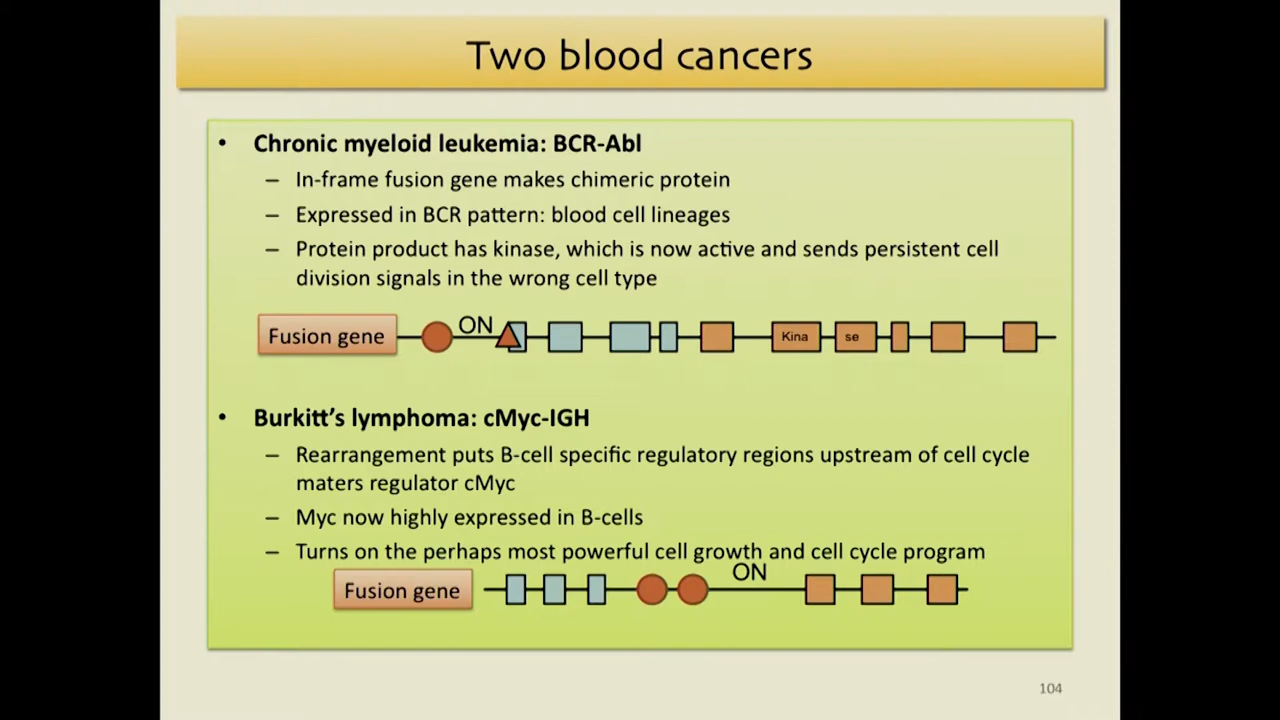 Two blood cancers
• Chronic myeloid leukemia: BCR-Abl
– In-frame fusion gene makes chimeric protein
– Expressed in BCR pattern: blood cell lineages
– Protein product has kinase, which is now active and sends persistent cell
division signals in the wrong cell type
Fusion gene ON Kina se
• Burkitt's lymphoma: cMyc-IGH
– Rearrangement puts B-cell specific regulatory regions upstream of cell cycle
maters regulator cMyc
– Myc now highly expressed in B-cells
– Turns on the perhaps most powerful cell growth and cell cycle program
Fusion gene ON
104